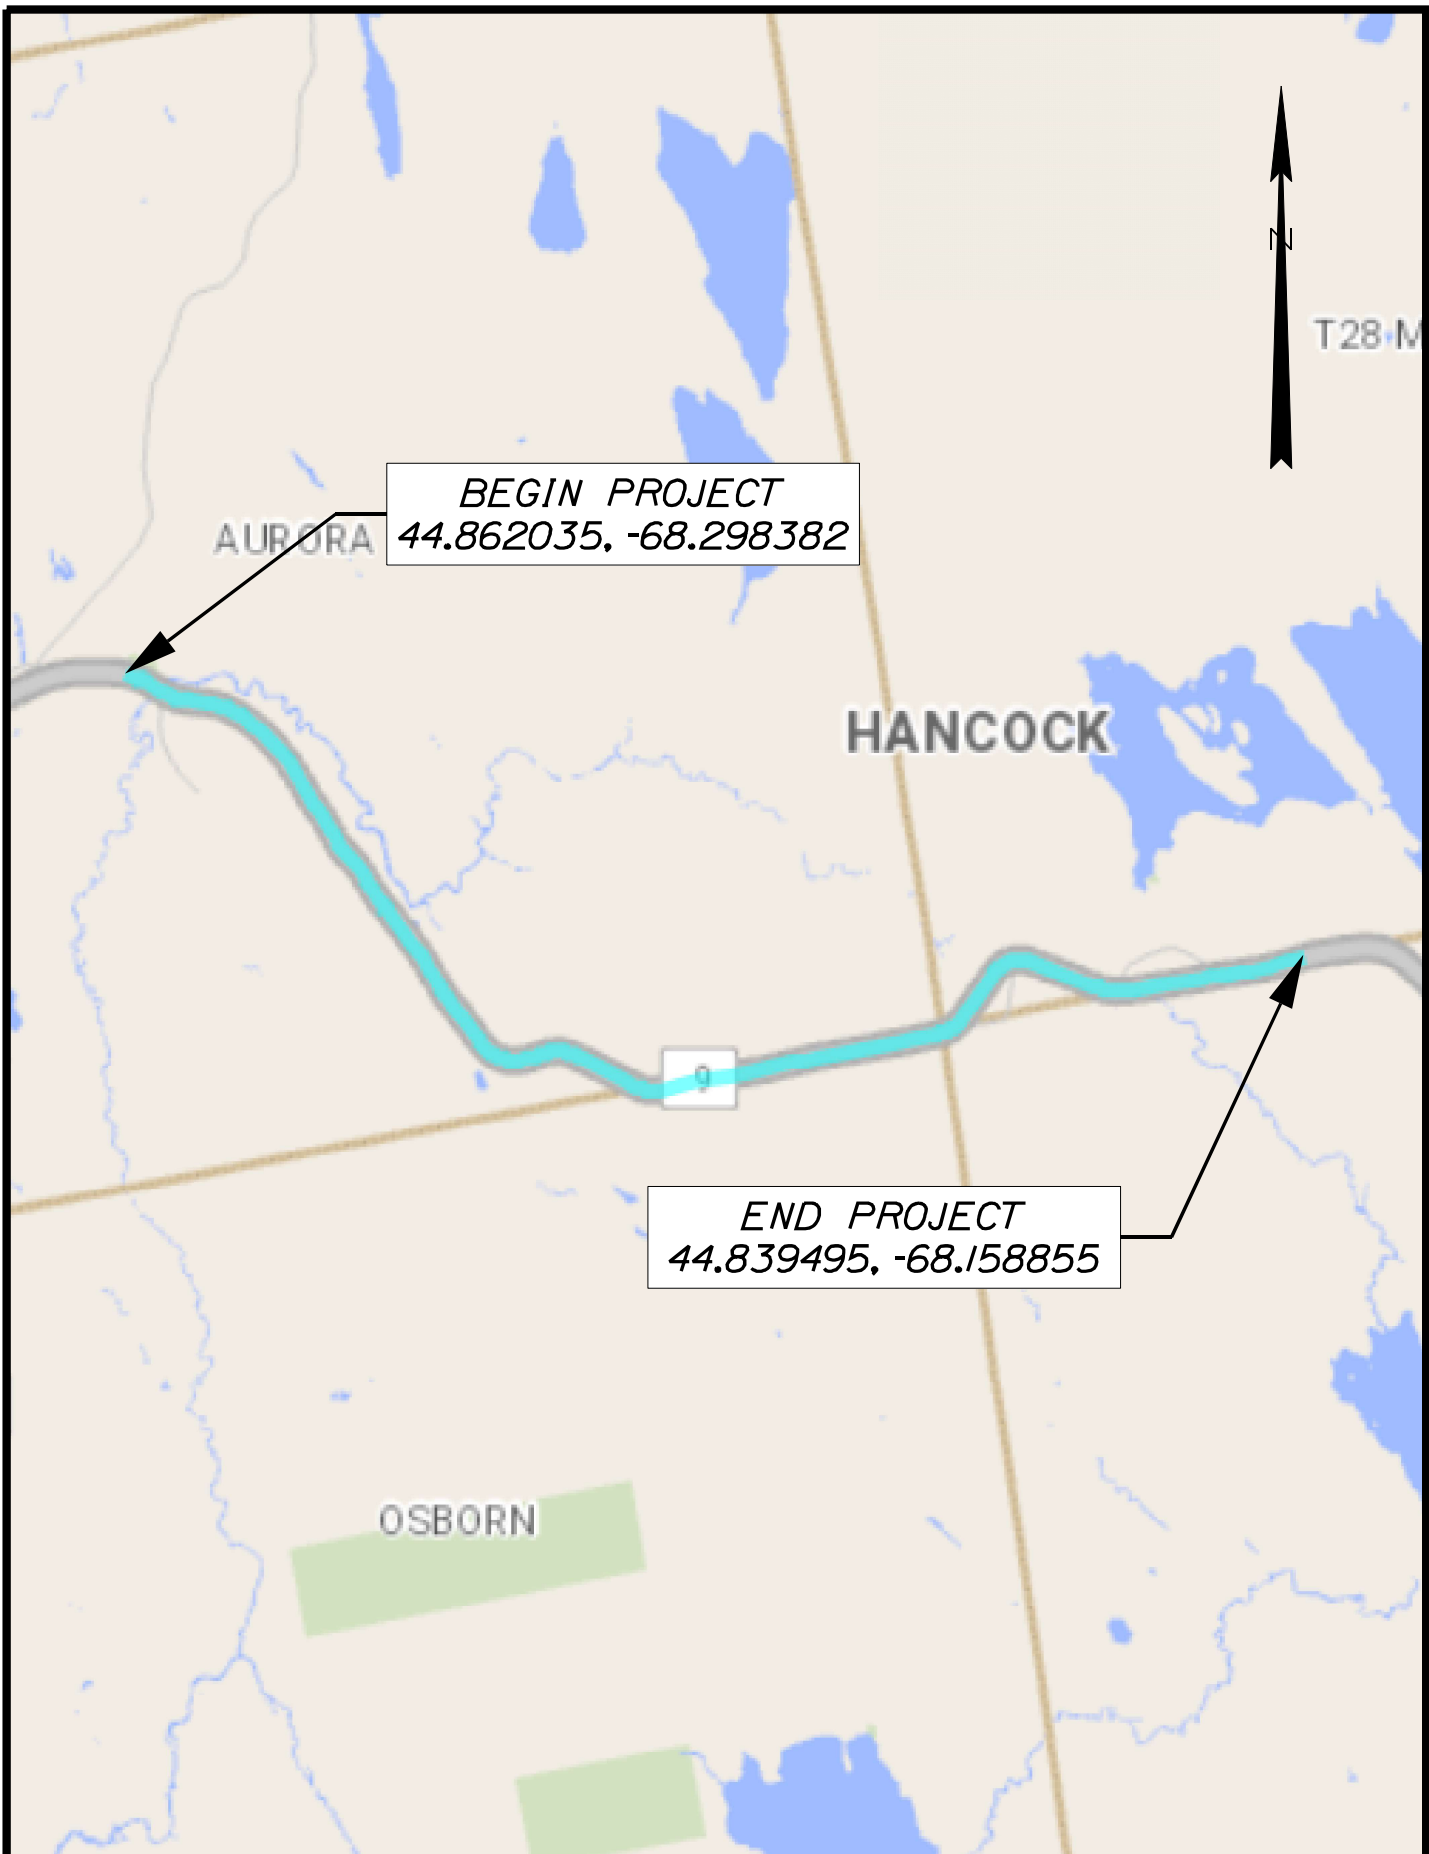 N
T28 M
BEGIN PROJECT
44.862035, -68.298382
AURORA
HANCOCK
9
END PROJECT
44.839495, -68.158855
OSBORN